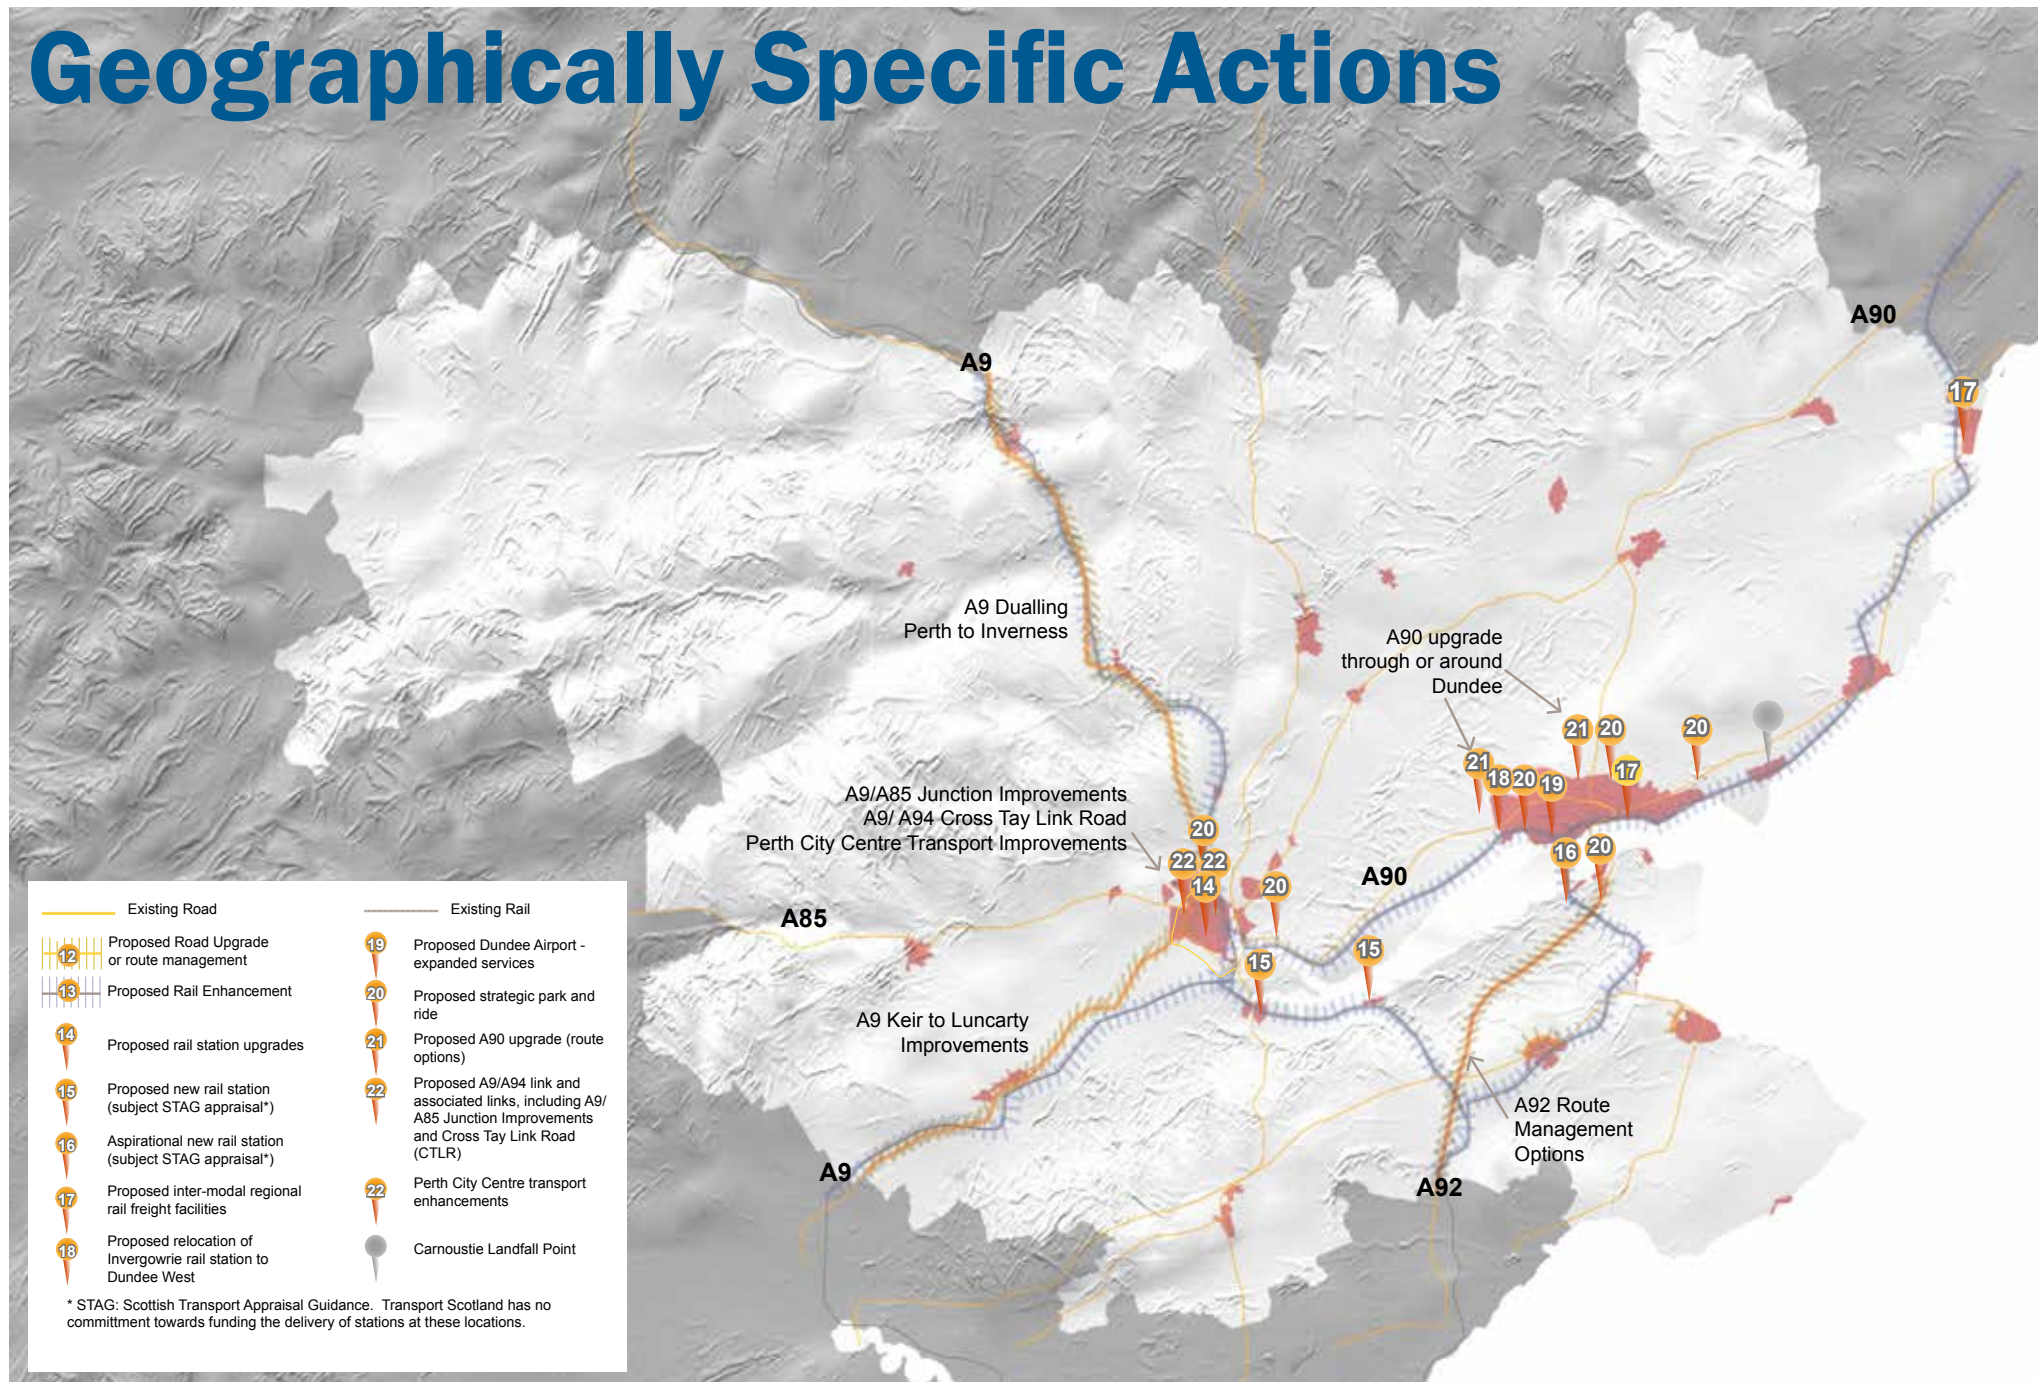 Geographically Specific Actions
A90
A9
17
A9 Dualling
Perth to Inverness
A90 upgrade
through or around
Dundee
21
20
20
21
18
20
19
17
A9/A85 Junction Improvements
A9/ A94 Cross Tay Link Road
Perth City Centre Transport Improvements
20
22
22
14
20
16
20
A90
A85
15
15
A9 Keir to Luncarty
Improvements
A92 Route
Management
Options
A9
A92
Existing Road
12
Proposed Road Upgrade
or route management
13
Proposed Rail Enhancement
14
Proposed rail station upgrades
15
Proposed new rail station
(subject STAG appraisal*)
16
Aspirational new rail station
(subject STAG appraisal*)
17
Proposed inter-modal regional
rail freight facilities
18
Proposed relocation of
Invergowrie rail station to
Dundee West
Existing Rail
19
Proposed Dundee Airport -
expanded services
20
Proposed strategic park and
ride
21
Proposed A90 upgrade (route
options)
22
Proposed A9/A94 link and
associated links, including A9/
A85 Junction Improvements
and Cross Tay Link Road
(CTLR)
22
Perth City Centre transport
enhancements
Carnoustie Landfall Point
* STAG: Scottish Transport Appraisal Guidance. Transport Scotland has no
committment towards funding the delivery of stations at these locations.